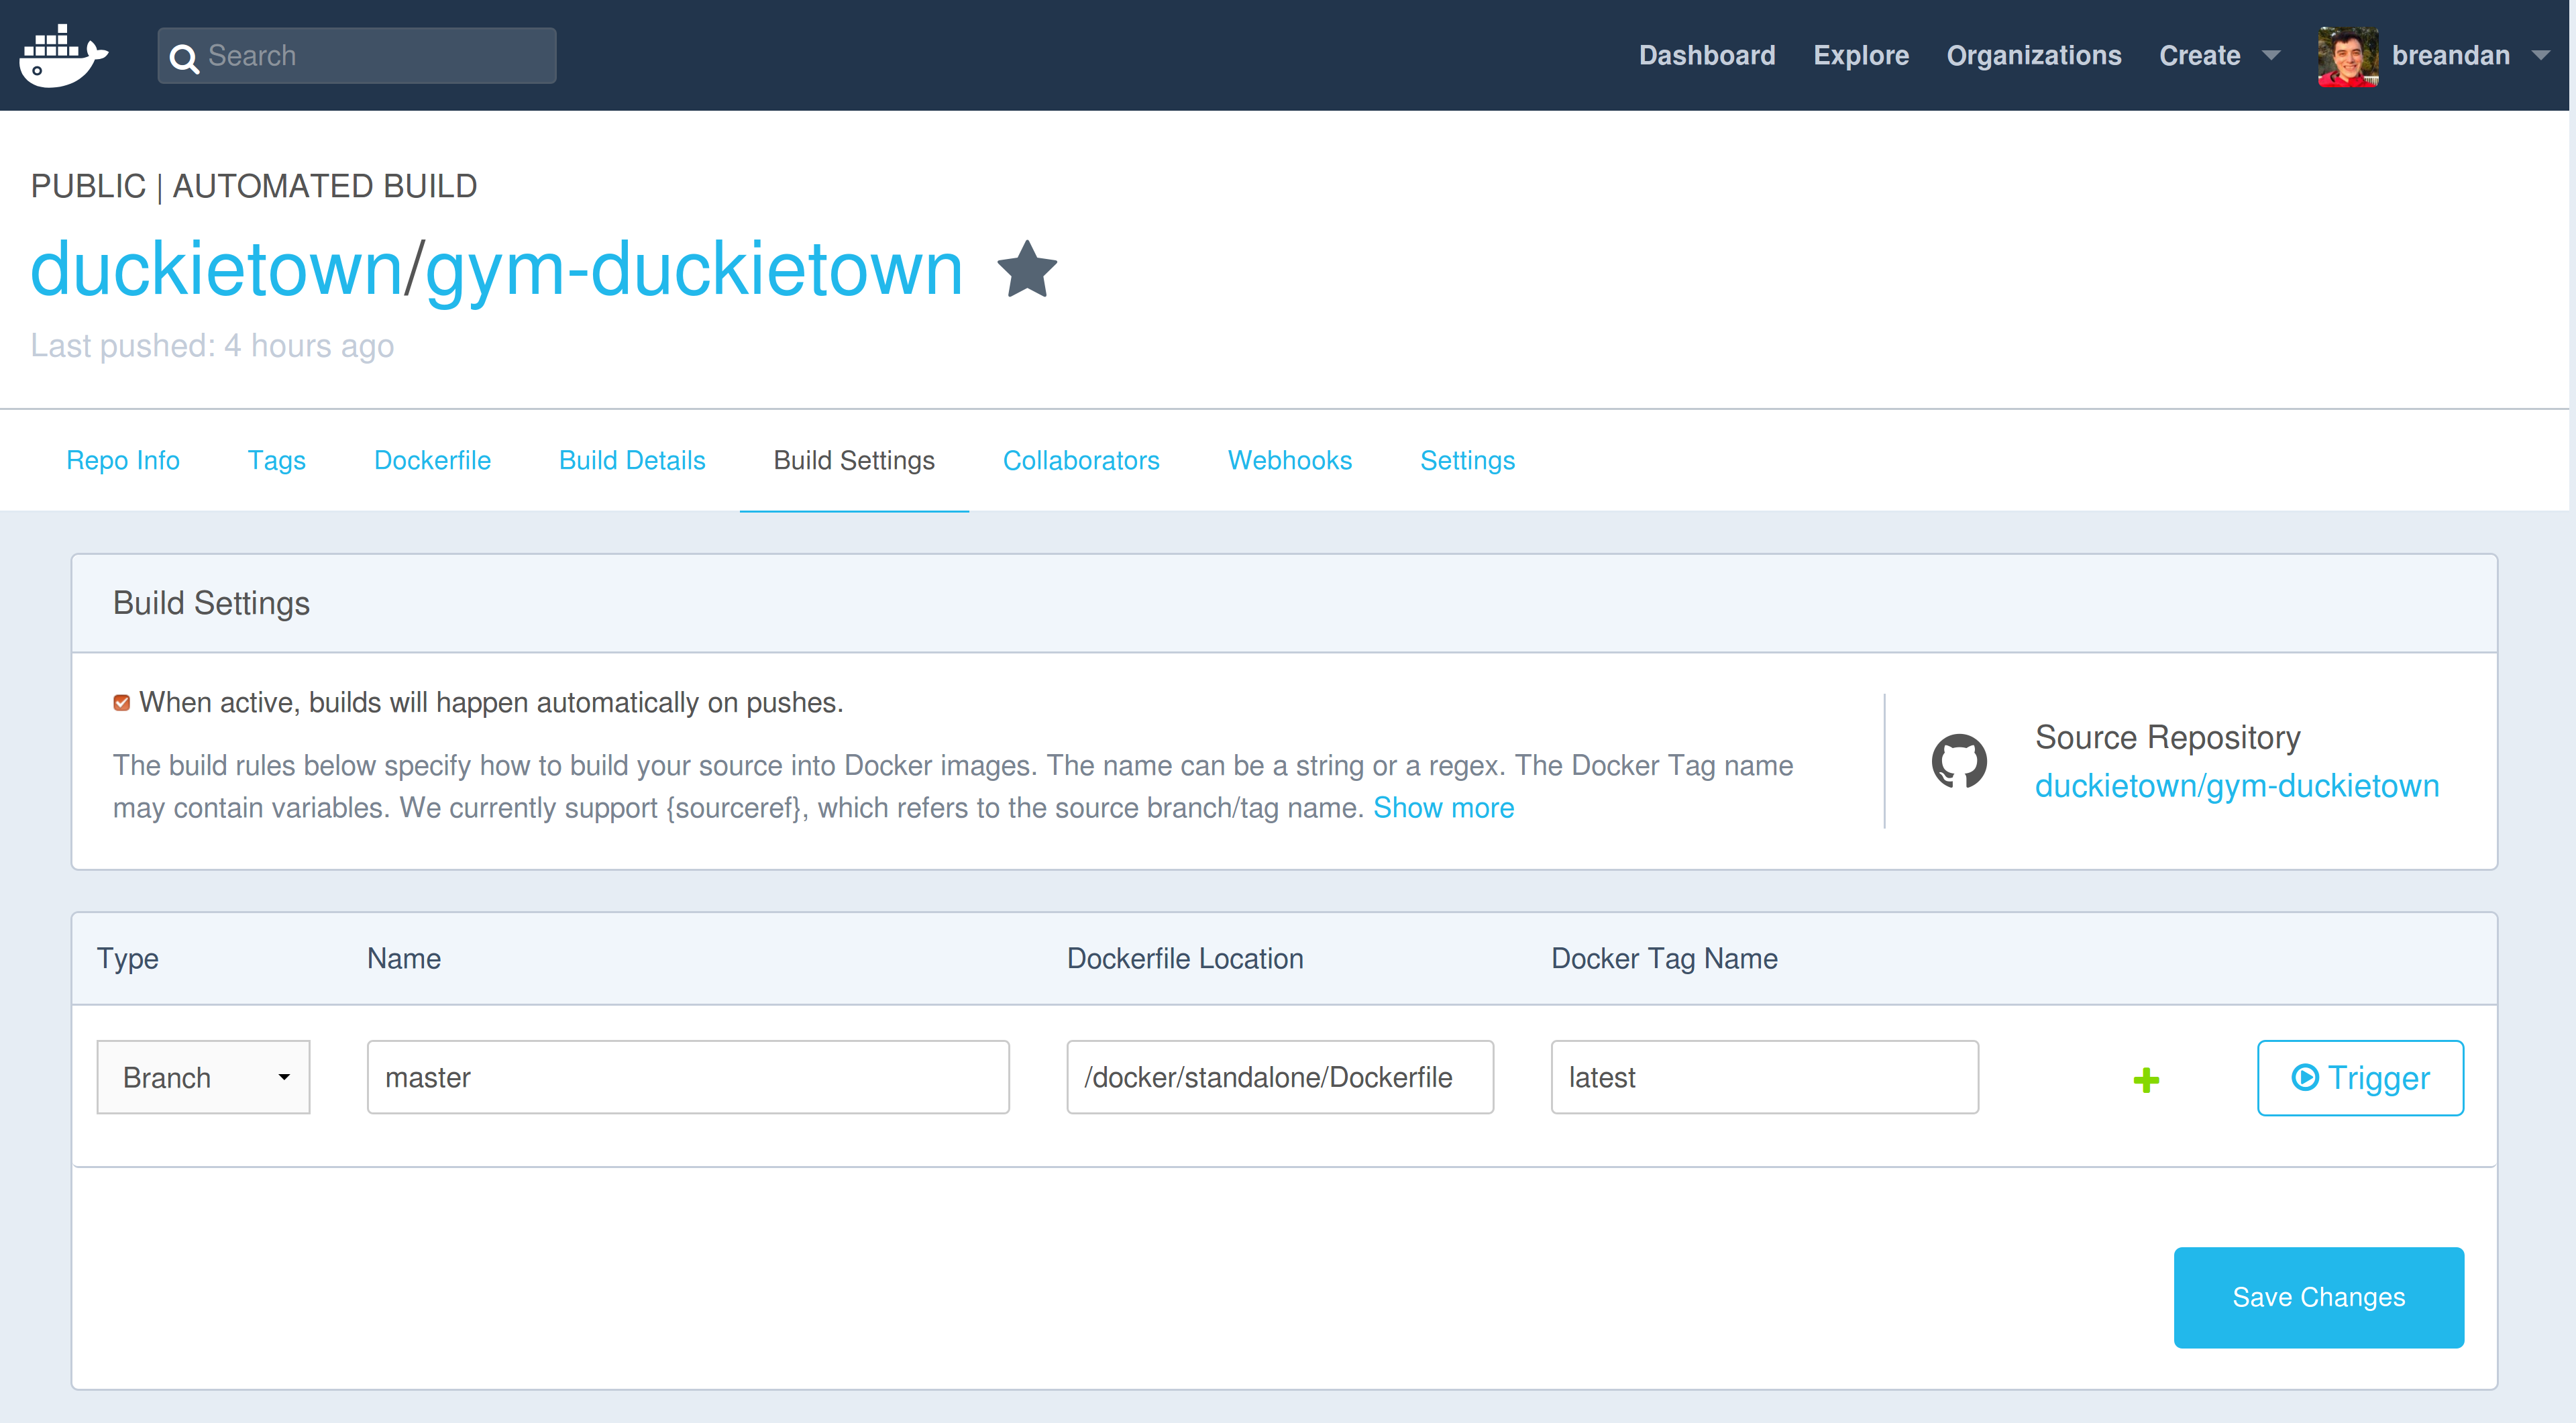 Search
Dashboard Explore Organizations Create breandan
PUBLIC | AUTOMATED BUILD
duckietown/gym-duckietown
Last pushed: 4 hours ago
Repo Info Tags Dockerfile Build Details Build Settings Collaborators Webhooks Settings
Build Settings
When active, builds will happen automatically on pushes.
The build rules below specify how to build your source into Docker images. The name can be a string or a regex. The Docker Tag name
may contain variables. We currently support {sourceref}, which refers to the source branch/tag name. Show more
Source Repository
duckietown/gym-duckietown
Type Name Dockerfile Location Docker Tag Name
Branch master /docker/standalone/Dockerfile latest Trigger
Save Changes